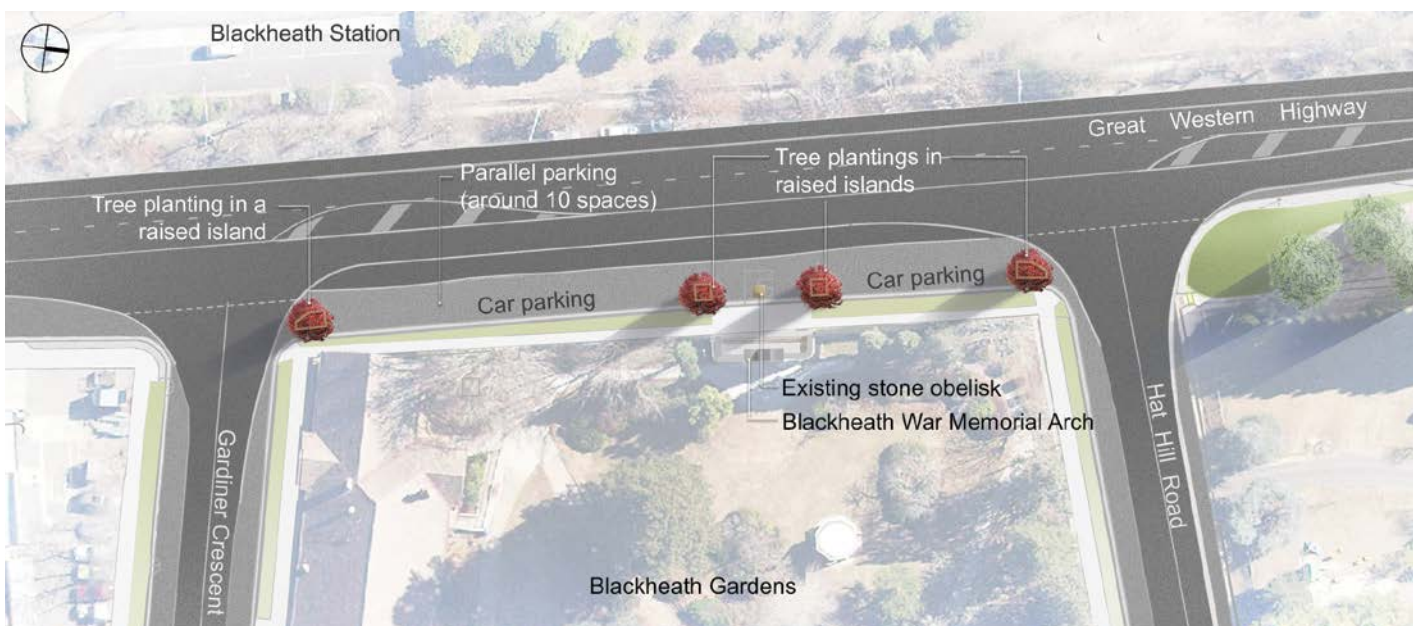 Blackheath Station
Great Western Highway
Tree plantings in
raised islands
Parallel parking
(around 10 spaces)
Tree planting in a
raised island
Car parking
Car parking
Existing stone obelisk
Blackheath War Memorial Arch
Gardiner Crescent
Hat Hill Road
Blackheath Gardens